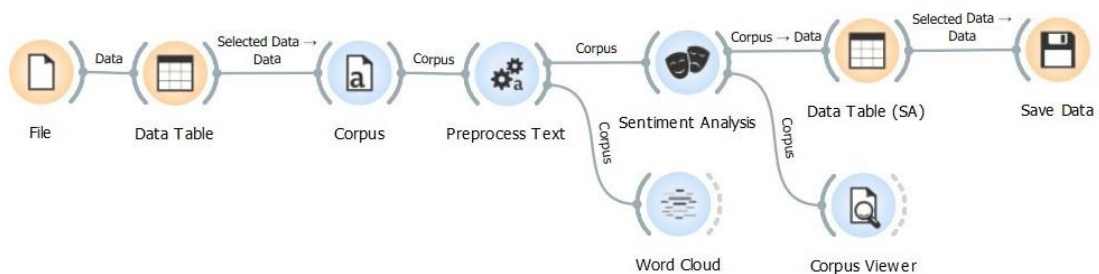 Data
Selected Data →
Data
Corpus
Corpus
Corpus → Data
Selected Data →
Data
a
a
File
Data Table
Corpus
Preprocess Text
Sentiment Analysis
Data Table (SA)
Save Data
Corpus
Corpus
Word Cloud
Corpus Viewer